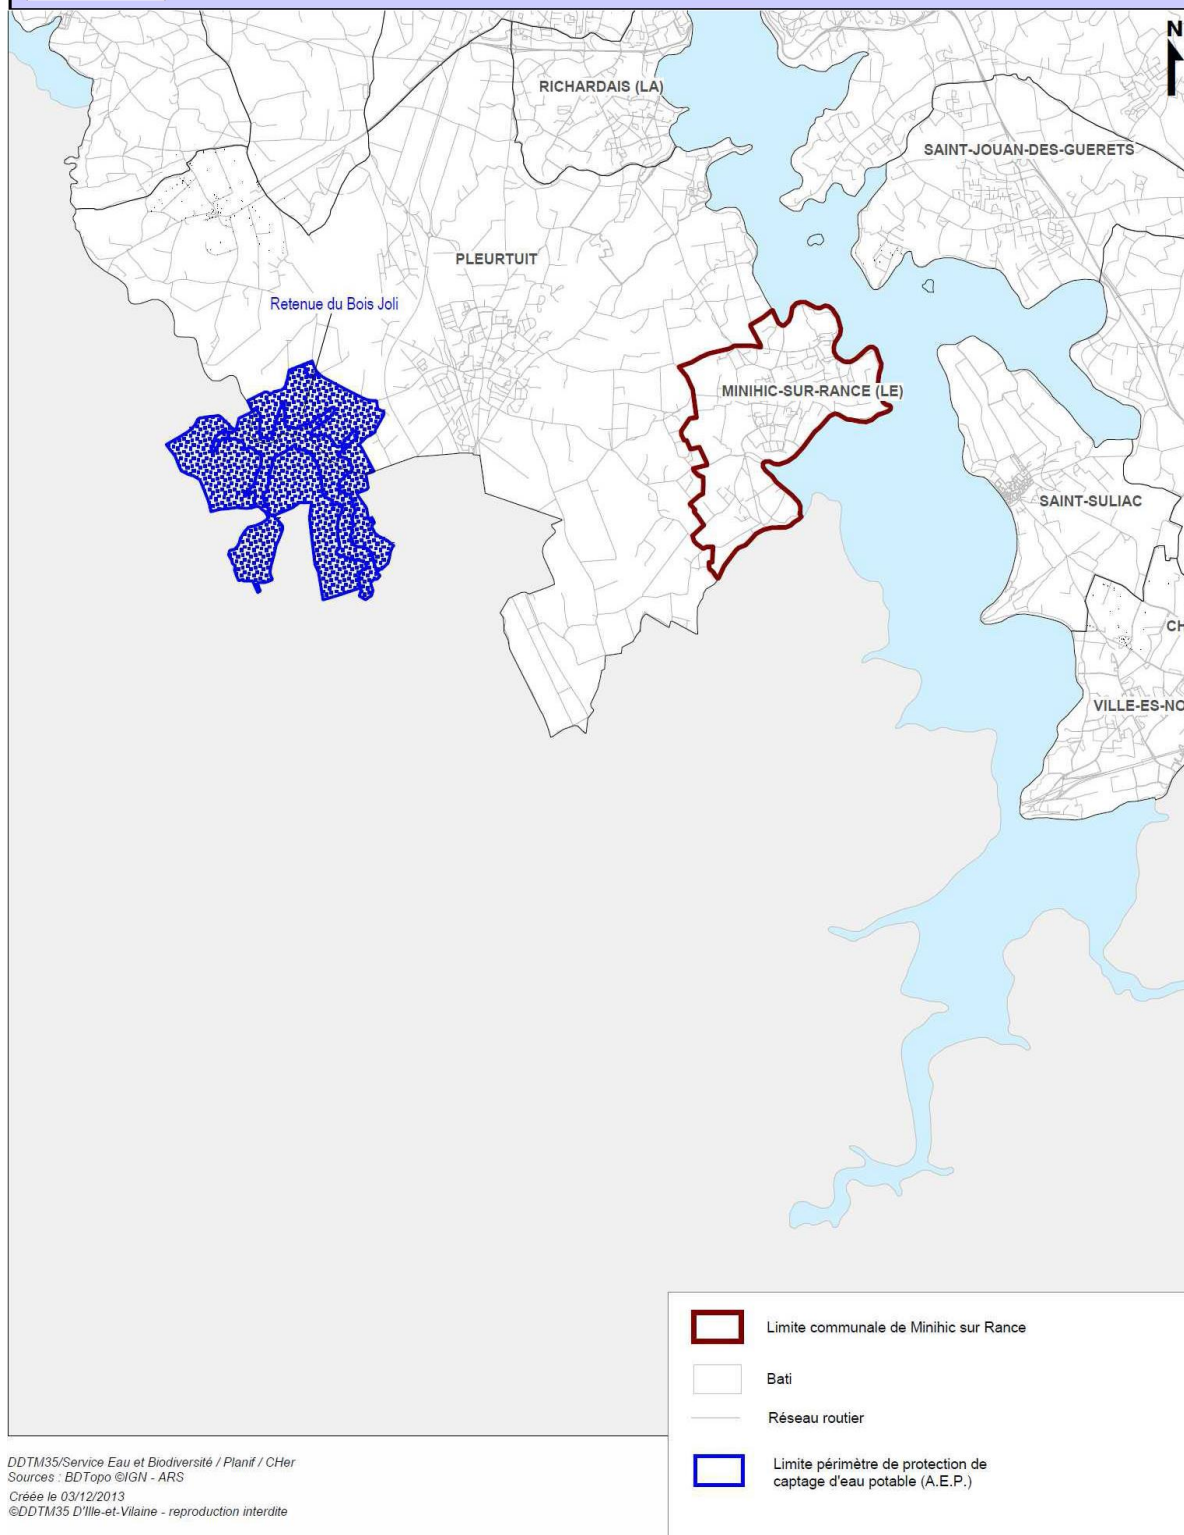 N
RICHARDAIS (LA)
SAINT-JOUAN-DES-GUERETS
PLEURTUIT
Retenue du Bois Joli
MINIHIC-SUR-RANCE (LE)
SAINT-SULIAC
CH
VILLE-ES-NO
Limite communale de Minihic sur Rance
Bati
Réseau routier
Limite périmètre de protection de
captage d'eau potable (A.E.P.)
DDTM35/Service Eau et Biodiversité / Planif / CHer
Sources : BDTopo ©IGN - ARS
Créée le 03/12/2013
©DDTM35 D'Ille-et-Vilaine - reproduction interdite